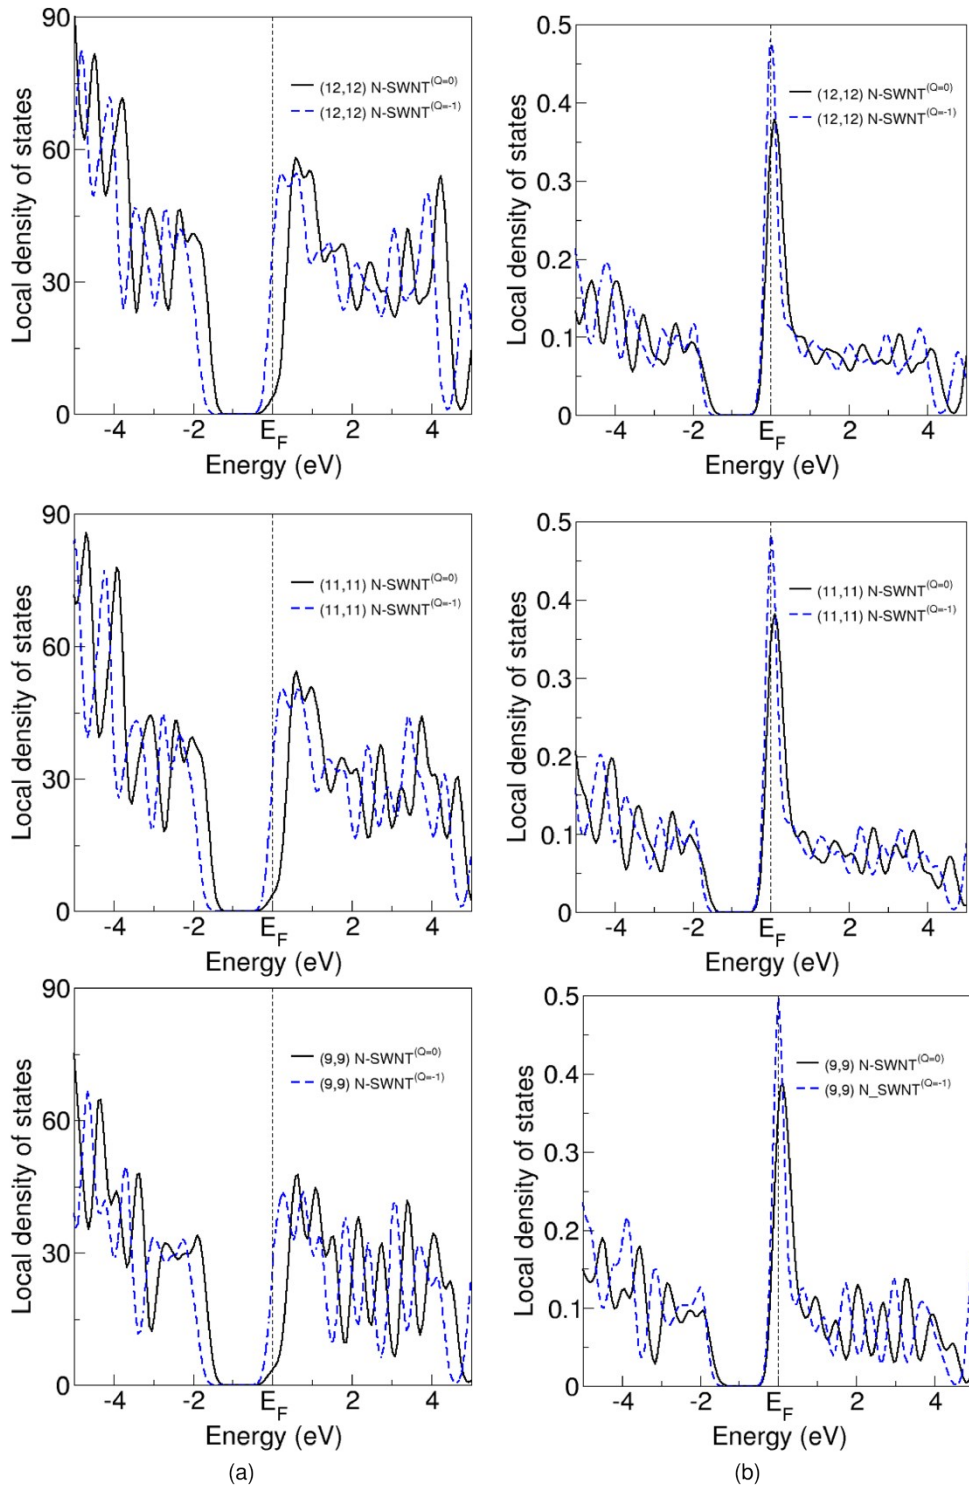 90
60
30
0
-4
-2
E_F
2
4
Local density of states
Energy (eV)
(12,12) N-SWNT^(Q=0)
(12,12) N-SWNT^(Q=-1)
0.5
0.4
0.3
0.2
0.1
0
-4
-2
E_F
2
4
Local density of states
Energy (eV)
(12,12) N-SWNT^(Q=0)
(12,12) N-SWNT^(Q=-1)
90
60
30
0
-4
-2
E_F
2
4
Local density of states
Energy (eV)
(11,11) N-SWNT^(Q=0)
(11,11) N-SWNT^(Q=-1)
0.5
0.4
0.3
0.2
0.1
0
-4
-2
E_F
2
4
Local density of states
Energy (eV)
(11,11) N-SWNT^(Q=0)
(11,11) N-SWNT^(Q=-1)
90
60
30
0
-4
-2
E_F
2
4
Local density of states
Energy (eV)
(9,9) N-SWNT^(Q=0)
(9,9) N-SWNT^(Q=-1)
0.5
0.4
0.3
0.2
0.1
0
-4
-2
E_F
2
4
Local density of states
Energy (eV)
(9,9) N-SWNT^(Q=0)
(9,9) N_SWNT^(Q=-1)
(a)
(b)